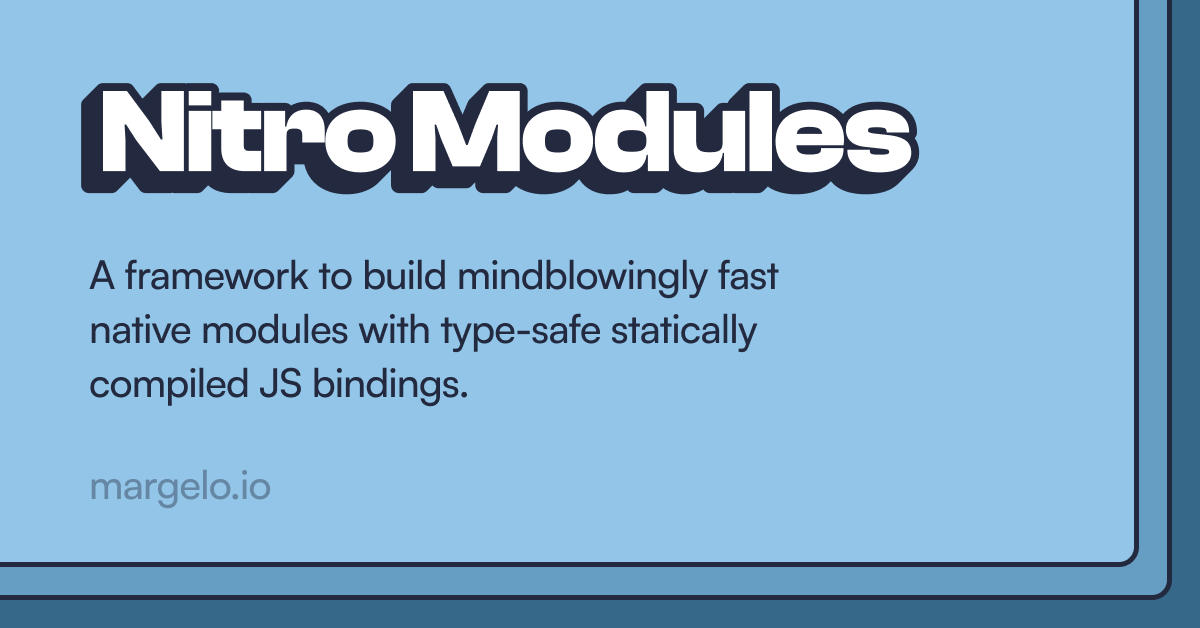 Nitro Modules
A framework to build mindblowingly fast
native modules with type-safe statically
compiled JS bindings.
margelo.io